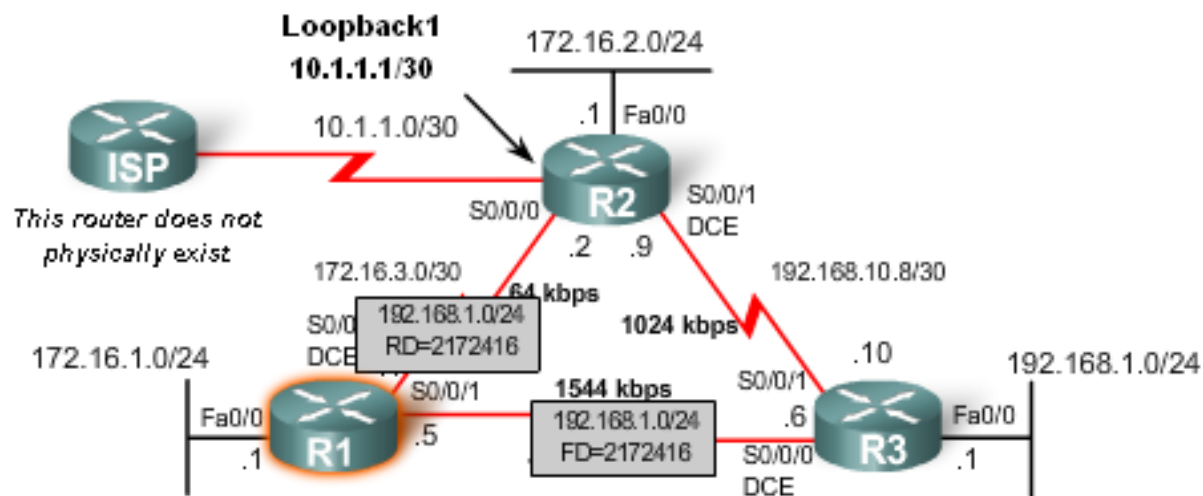 Loopback1
10.1.1.1/30
172.16.2.0/24
.1
Fa0/0
10.1.1.0/30
ISP
R2
S0/0/0
S0/0/1
DCE
This router does not
physically exist
.2
.9
172.16.3.0/30
64 kbps
192.168.10.8/30
1024 kbps
DCE
192.168.1.0/24
RD=2172416
172.16.1.0/24
.10
192.168.1.0/24
S0/0/1
1544 kbps
S0/0/1
.6
Fa0/0
R1
.5
192.168.1.0/24
FD=2172416
R3
Fa0/0
.1
S0/0/0
DCE
.1